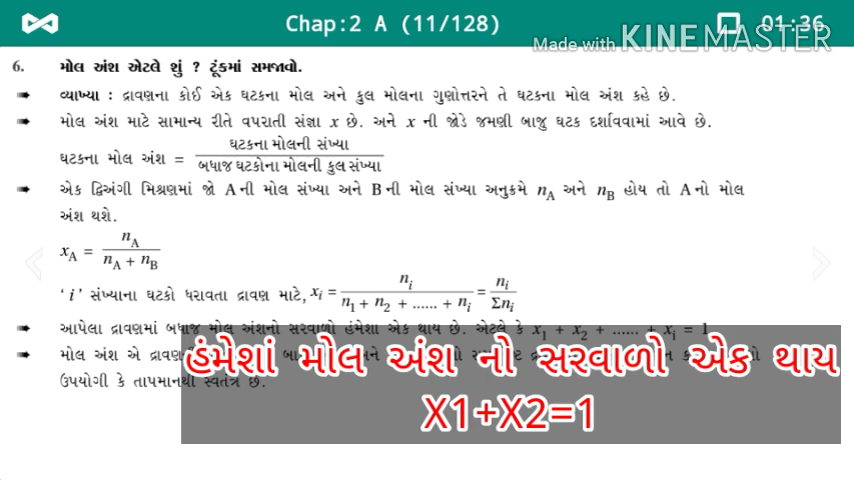 Chap:2 A (11/128)
01:36
Made with KINEMASTER
6. મોલ અંશ એટલે શું ? ટૂંકમાં સમજાવો.
➡ વ્યાખ્યા : દ્રાવણના કોઈ એક ઘટકના મોલ અને કુલ મોલના ગુણોત્તરને તે ઘટકના મોલ અંશ કહે છે.
➡ મોલ અંશ માટે સામાન્ય રીતે વપરાતી સંજ્ઞા x છે. અને x ની જોડે જમણી બાજુ ઘટક દર્શાવવામાં આવે છે.
ઘટકના મોલ અંશ = ઘટકના મોલની સંખ્યા / બધાજ ઘટકોના મોલની કુલ સંખ્યા
➡ એક દ્વિઅંગી મિશ્રણમાં જો A ની મોલ સંખ્યા અને B ની મોલ સંખ્યા અનુક્રમે nA અને nB હોય તો A નો મોલ
અંશ થશે.
xA = nA / nA + nB
‘i’ સંખ્યાના ઘટકો ધરાવતા દ્રાવણ માટે, xi = ni / n1 + n2 + ...... + ni = ni / Σni
➡ આપેલા દ્રાવણમાં બધાજ મોલ અંશનો સરવાળો હંમેશા એક થાય છે. એટલે કે x1 + x2 + ...... + xi = 1
➡ મોલ અંશ એ
હંમેશાં મોલ અંશ નો સરવાળો એક થાય
ઉપયોગી કે તાપમાનથી સ્વતંત્ર છે.
X1+X2=1